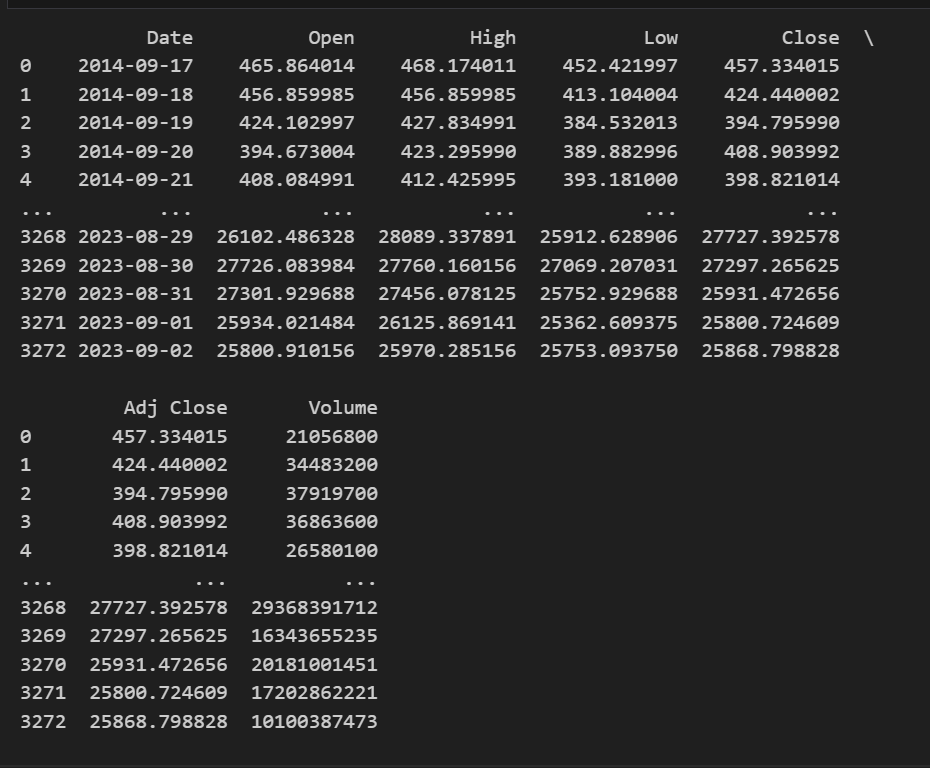 Date Open High Low Close \
0 2014-09-17 465.864014 468.174011 452.421997 457.334015
1 2014-09-18 456.859985 456.859985 413.104004 424.440002
2 2014-09-19 424.102997 427.834991 384.532013 394.795990
3 2014-09-20 394.673004 423.295990 389.882996 408.903992
4 2014-09-21 408.084991 412.425995 393.181000 398.821014
... ... ... ... ... ...
3268 2023-08-29 26102.486328 28089.337891 25912.628906 27727.392578
3269 2023-08-30 27726.083984 27760.160156 27069.207031 27297.265625
3270 2023-08-31 27301.929688 27456.078125 25752.929688 25931.472656
3271 2023-09-01 25934.021484 26125.869141 25362.609375 25800.724609
3272 2023-09-02 25800.910156 25970.285156 25753.093750 25868.798828
Adj Close Volume
0 457.334015 21056800
1 424.440002 34483200
2 394.795990 37919700
3 408.903992 36863600
4 398.821014 26580100
... ... ...
3268 27727.392578 29368391712
3269 27297.265625 16343655235
3270 25931.472656 20181001451
3271 25800.724609 17202862221
3272 25868.798828 10100387473